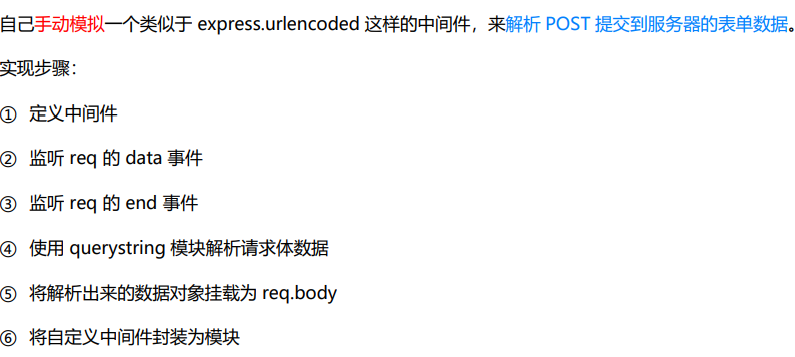 自己手动模拟一个类似于 express.urlencoded 这样的中间件，来解析 POST 提交到服务器的表单数据。
实现步骤：
① 定义中间件
② 监听 req 的 data 事件
③ 监听 req 的 end 事件
④ 使用 querystring 模块解析请求体数据
⑤ 将解析出来的数据对象挂载为 req.body
⑥ 将自定义中间件封装为模块